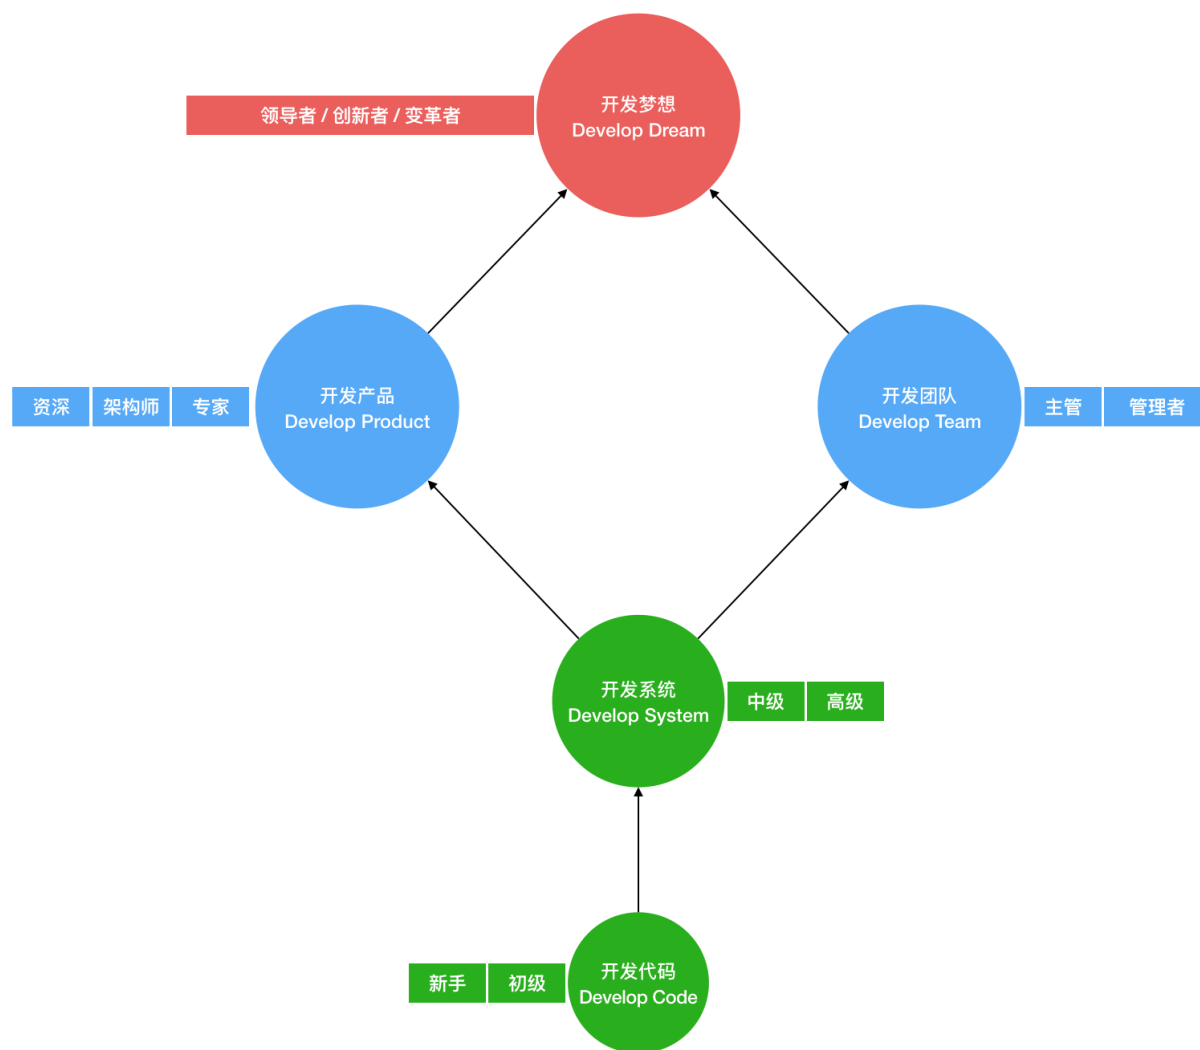 开发梦想
Develop Dream
领导者 / 创新者 / 变革者
开发产品
Develop Product
资深
架构师
专家
开发团队
Develop Team
主管
管理者
开发系统
Develop System
中级
高级
新手
初级
开发代码
Develop Code